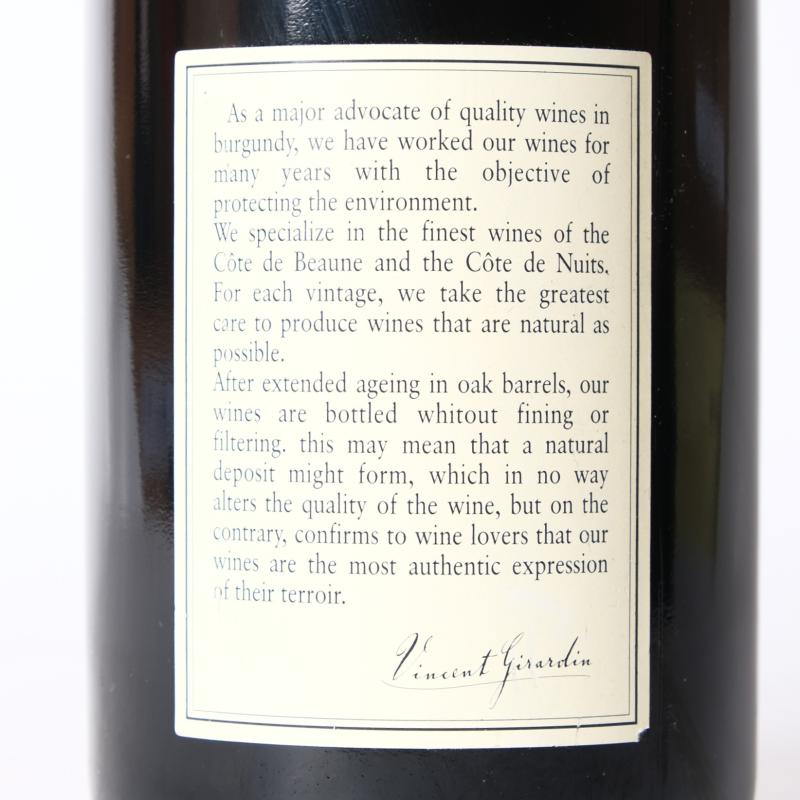 As a major advocate of quality wines in
burgundy, we have worked our wines for
many years with the objective of
protecting the environment.
We specialize in the finest wines of the
Côte de Beaune and the Côte de Nuits.
For each vintage, we take the greatest
care to produce wines that are natural as
possible.
After extended ageing in oak barrels, our
wines are bottled whitout fining or
filtering. this may mean that a natural
deposit might form, which in no way
alters the quality of the wine, but on the
contrary, confirms to wine lovers that our
wines are the most authentic expression
of their terroir.
Vincent Girardin